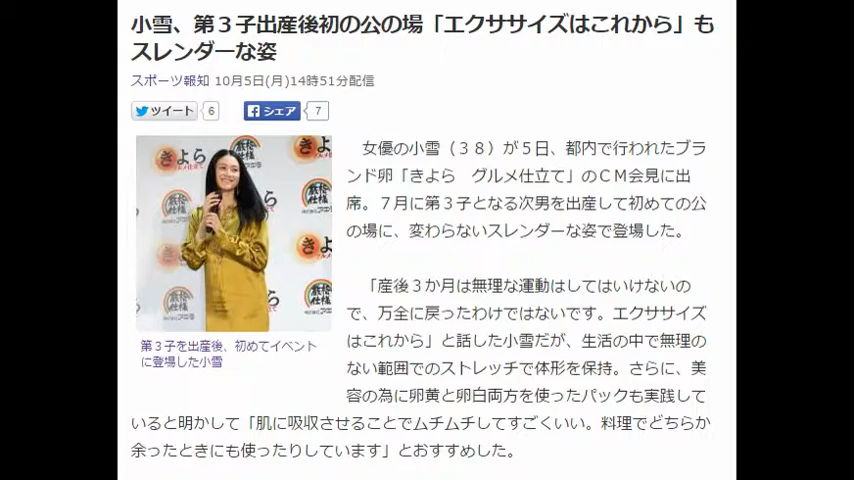 小雪、第３子出産後初の公の場「エクササイズはこれから」も
スレンダーな姿
スポーツ報知 10月5日(月)14時51分配信
ツイート 6 シェア 7
きよら
グルメ仕立て
厳格仕様
きよ
第３子を出産後、初めてイベント
に登場した小雪
　女優の小雪（３８）が５日、都内で行われたブラ
ンド卵「きよら　グルメ仕立て」のＣＭ会見に出
席。７月に第３子となる次男を出産して初めての公
の場に、変わらないスレンダーな姿で登場した。
　「産後３か月は無理な運動はしてはいけないの
で、万全に戻ったわけではないです。エクササイズ
はこれから」と話した小雪だが、生活の中で無理の
ない範囲でのストレッチで体形を保持。さらに、美
容の為に卵黄と卵白両方を使ったパックも実践して
いると明かして「肌に吸収させることでムチムチしてすごくいい。料理でどちらか
余ったときにも使ったりしています」とおすすめした。